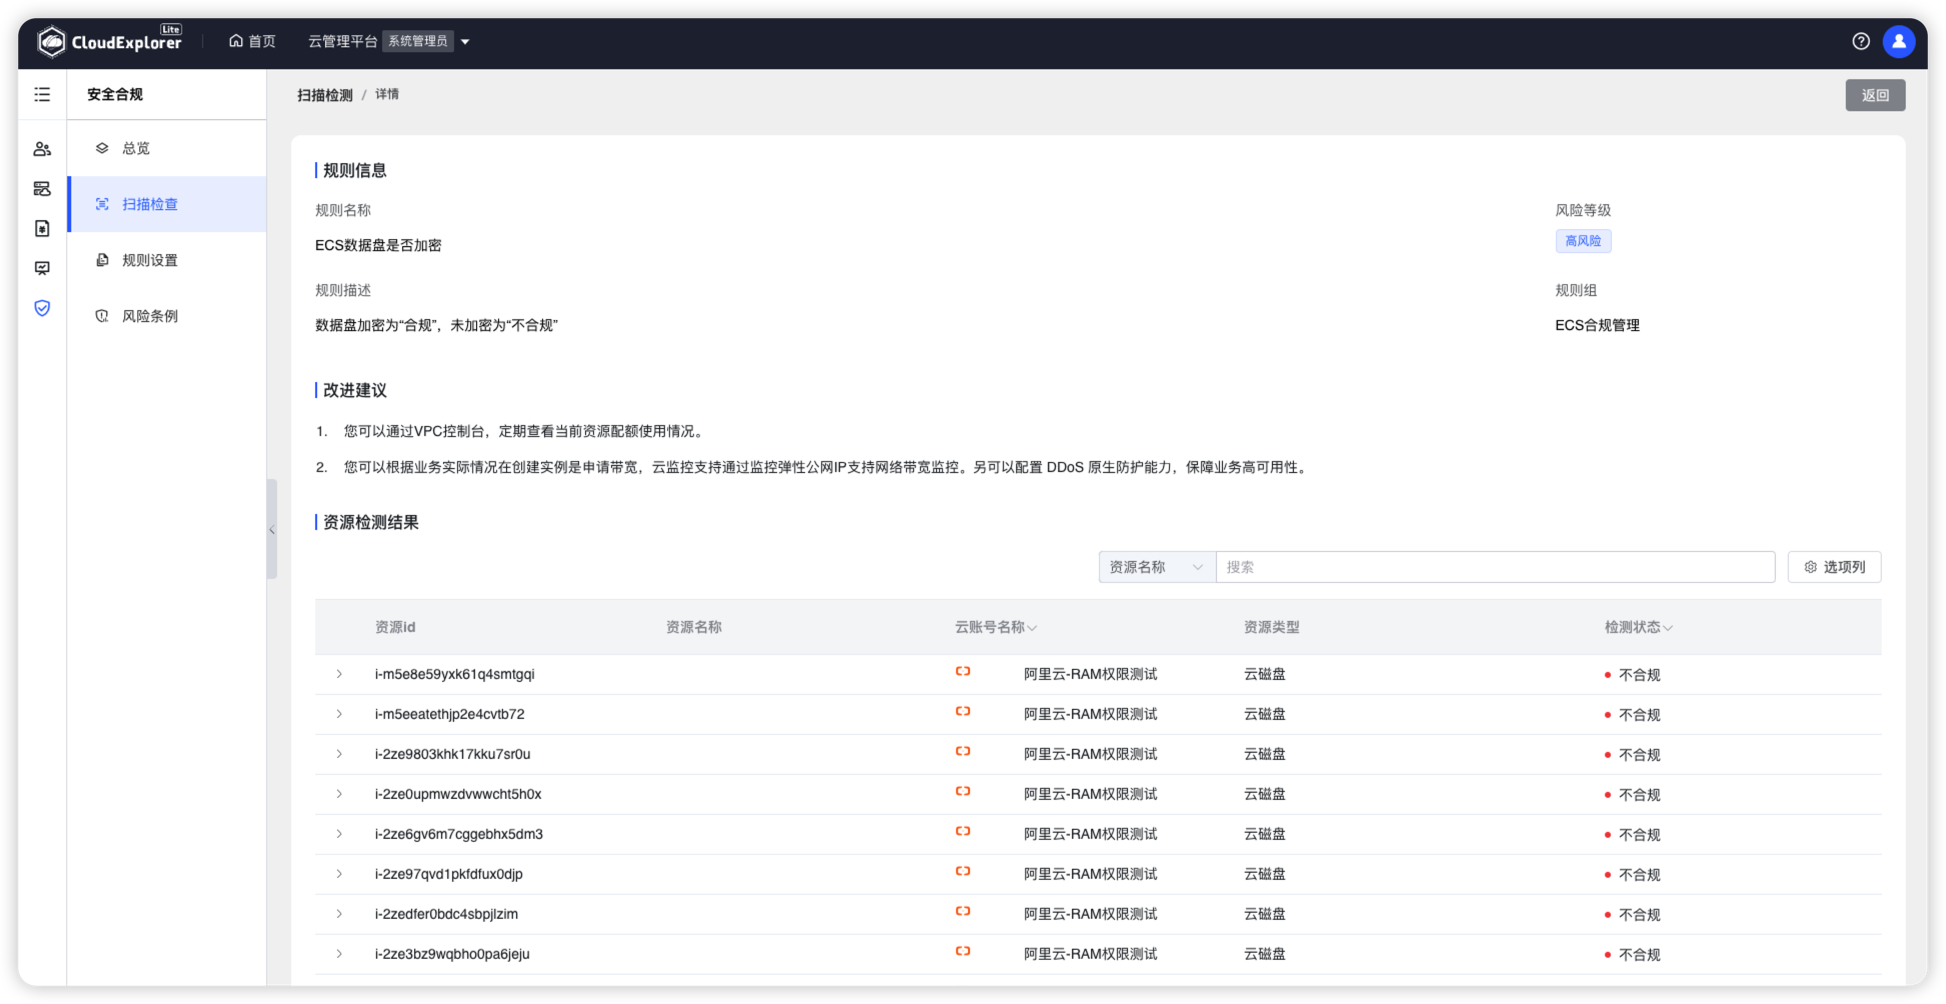 CloudExplorer Lite 首页 云管理平台 系统管理员
安全合规
总览
扫描检查
规则设置
风险条例
扫描检测 / 详情 返回
规则信息
规则名称 风险等级
ECS数据盘是否加密 高风险
规则描述 规则组
数据盘加密为“合规”，未加密为“不合规” ECS合规管理
改进建议
1. 您可以通过VPC控制台，定期查看当前资源配额使用情况。
2. 您可以根据业务实际情况在创建实例是申请带宽，云监控支持通过监控弹性公网IP支持网络带宽监控。另可以配置 DDoS 原生防护能力，保障业务高可用性。
资源检测结果
资源名称 搜索 选项列
资源id 资源名称 云账号名称 资源类型 检测状态
i-m5e8e59yxk61q4smtgqi 阿里云-RAM权限测试 云磁盘 不合规
i-m5eeatethjp2e4cvtb72 阿里云-RAM权限测试 云磁盘 不合规
i-2ze9803khk17kku7sr0u 阿里云-RAM权限测试 云磁盘 不合规
i-2ze0upmwzdvwwcht5h0x 阿里云-RAM权限测试 云磁盘 不合规
i-2ze6gv6m7cggebhx5dm3 阿里云-RAM权限测试 云磁盘 不合规
i-2ze97qvd1pkfdfux0djp 阿里云-RAM权限测试 云磁盘 不合规
i-2zedfer0bdc4sbpjlzim 阿里云-RAM权限测试 云磁盘 不合规
i-2ze3bz9wqbho0pa6jeju 阿里云-RAM权限测试 云磁盘 不合规